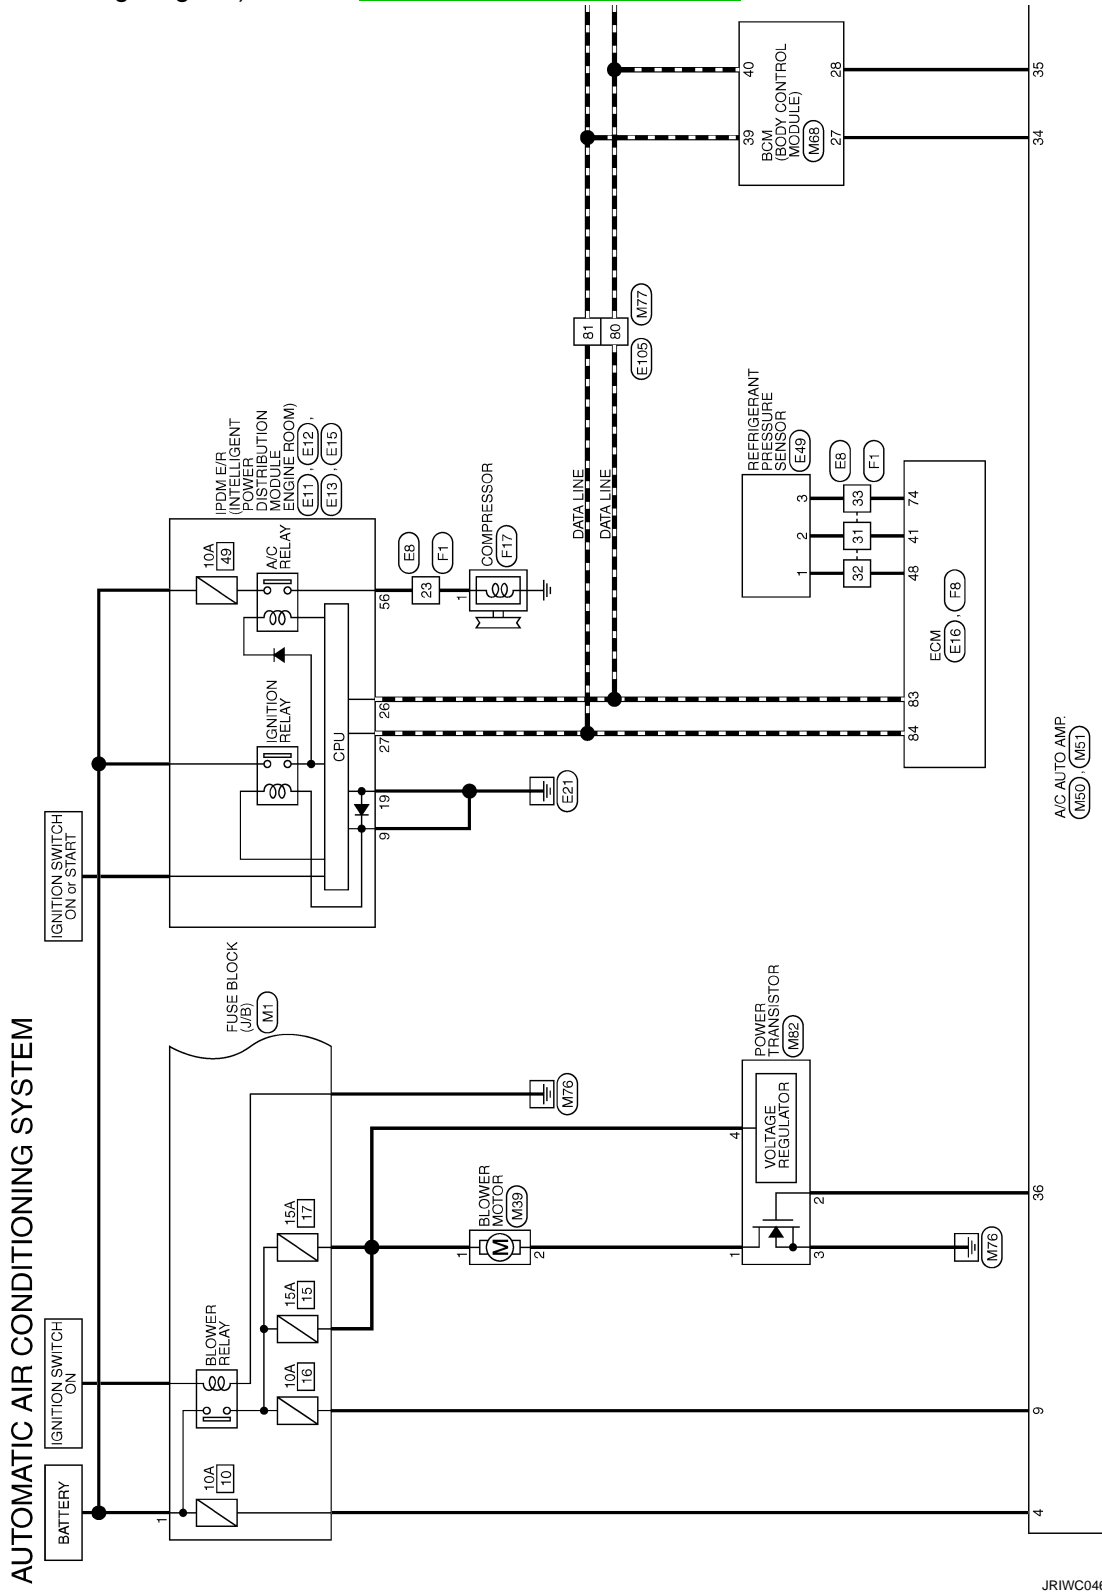 AUTOMATIC AIR CONDITIONING SYSTEM
BATTERY
IGNITION SWITCH
ON
IGNITION SWITCH
ON or START
1
10A
10
BLOWER
RELAY
10A
16
15A
15
15A
17
FUSE BLOCK
(J/B)
M1
IGNITION
RELAY
10A
49
A/C
RELAY
CPU
IPDM E/R
(INTELLIGENT
POWER
DISTRIBUTION
MODULE
ENGINE ROOM)
E11 , E12 ,
E13 , E15
9
19
27
26
56
E21
M76
23
E8
F1
1
COMPRESSOR
F17
1
2
BLOWER
MOTOR
M39
M
DATA LINE
DATA LINE
81
80
E105
M77
39
40
BCM
(BODY CONTROL
MODULE)
M68
27
28
1
4
2
3
VOLTAGE
REGULATOR
POWER
TRANSISTOR
M82
M76
1
2
3
REFRIGERANT
PRESSURE
SENSOR
E49
32
31
33
E8
F1
84
83
48
41
74
ECM
E16 , F8
4
9
36
34
35
A/C AUTO AMP.
M50 , M51